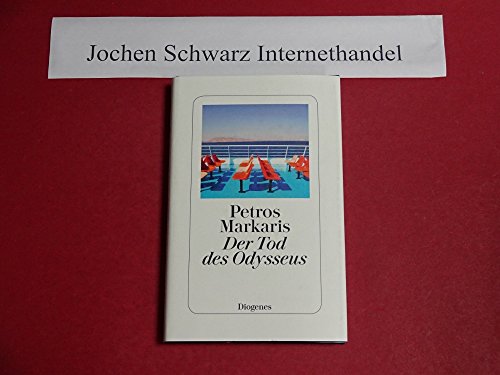 Jochen Schwarz Internethandel
Petros
Markaris
Der Tod
des Odysseus
Diogenes